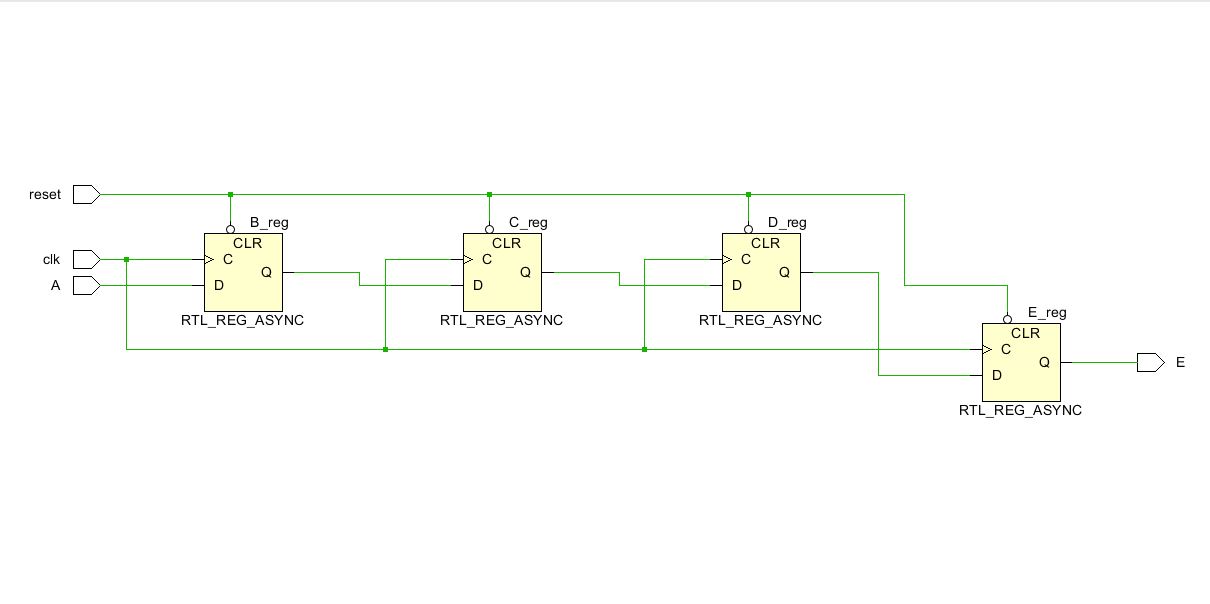 reset
B_reg
C_reg
D_reg
CLR
CLR
CLR
clk
C
C
C
Q
Q
Q
A
D
D
D
RTL_REG_ASYNC
RTL_REG_ASYNC
RTL_REG_ASYNC
E_reg
CLR
C
Q
E
D
RTL_REG_ASYNC